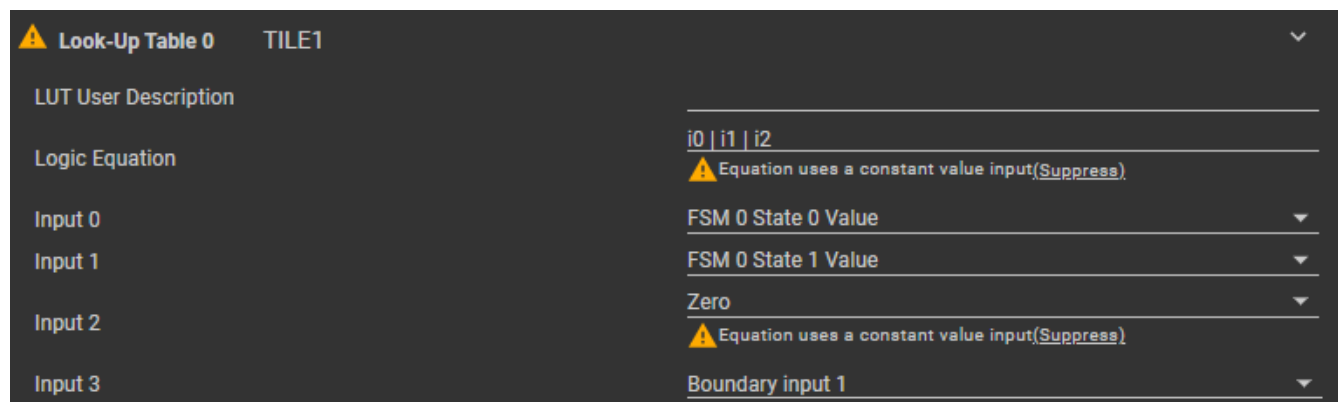 Look-Up Table 0 TILE1
LUT User Description
Logic Equation
i0 | i1 | i2
Equation uses a constant value input(Suppress)
Input 0 FSM 0 State 0 Value
Input 1 FSM 0 State 1 Value
Input 2
Zero
Equation uses a constant value input(Suppress)
Input 3 Boundary input 1